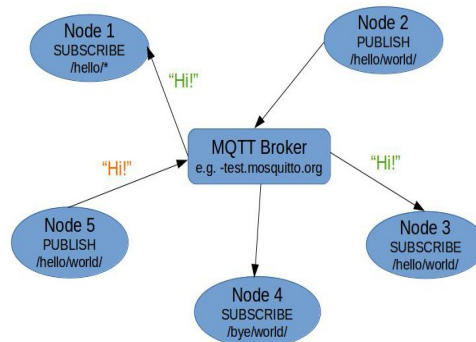 Node 1
SUBSCRIBE
/hello/*
Node 2
PUBLISH
/hello/world/
"Hi!"
MQTT Broker
e.g. -test.mosquitto.org
"Hi!"
"Hi!"
Node 5
PUBLISH
/hello/world/
Node 3
SUBSCRIBE
/hello/world/
Node 4
SUBSCRIBE
/bye/world/